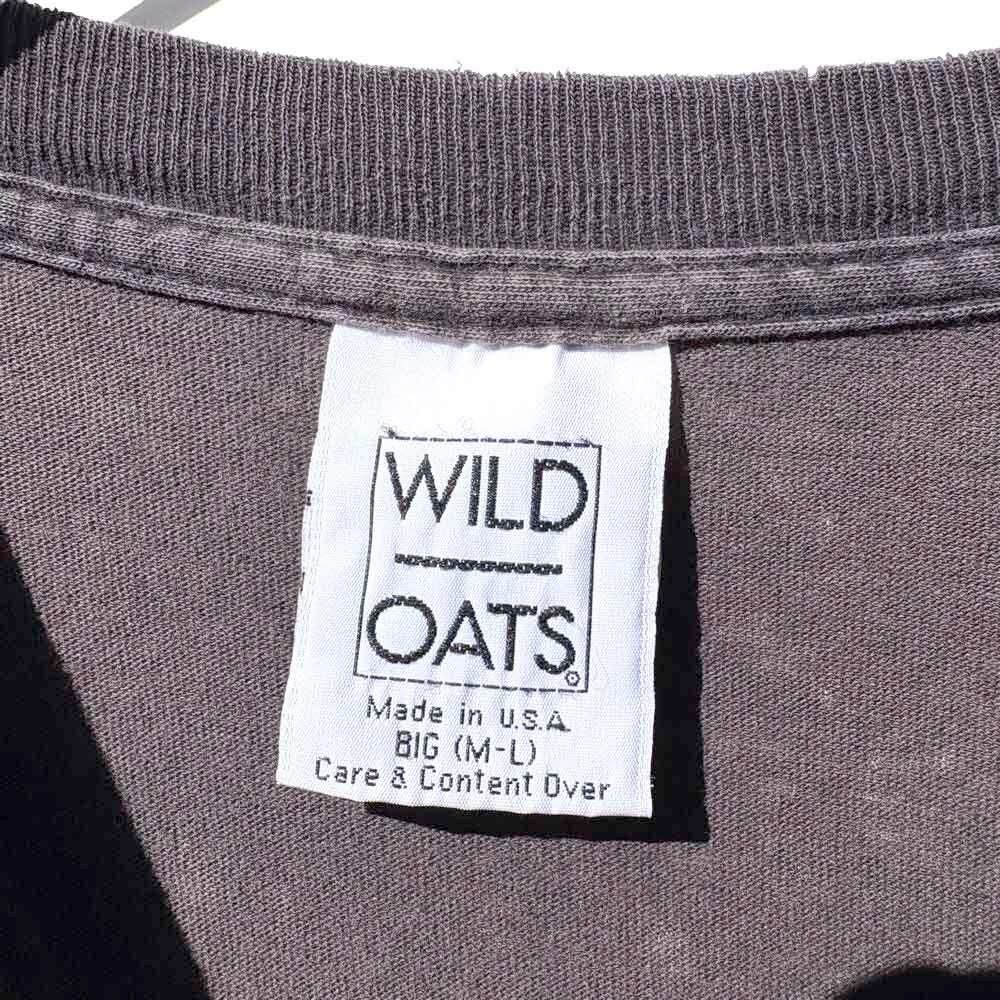 WILD
OATS®
Made in U.S.A.
BIG (M-L)
Care & Content Over